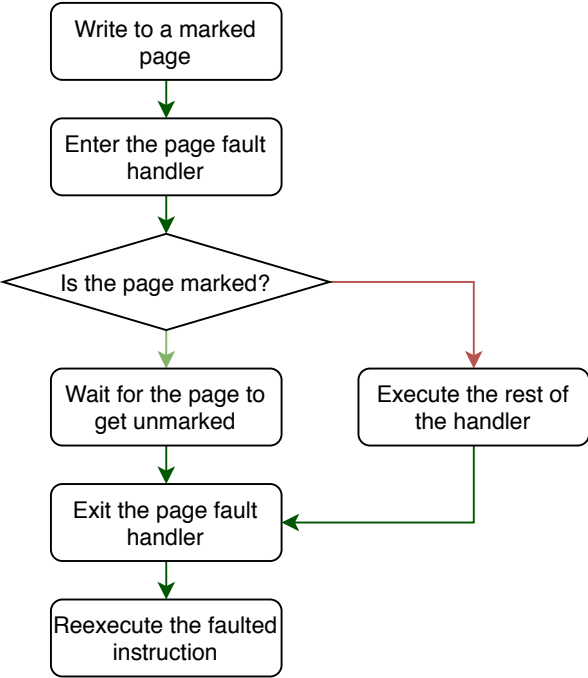 Write to a marked
page
Enter the page fault
handler
Is the page marked?
Wait for the page to
get unmarked
Execute the rest of
the handler
Exit the page fault
handler
Reexecute the faulted
instruction